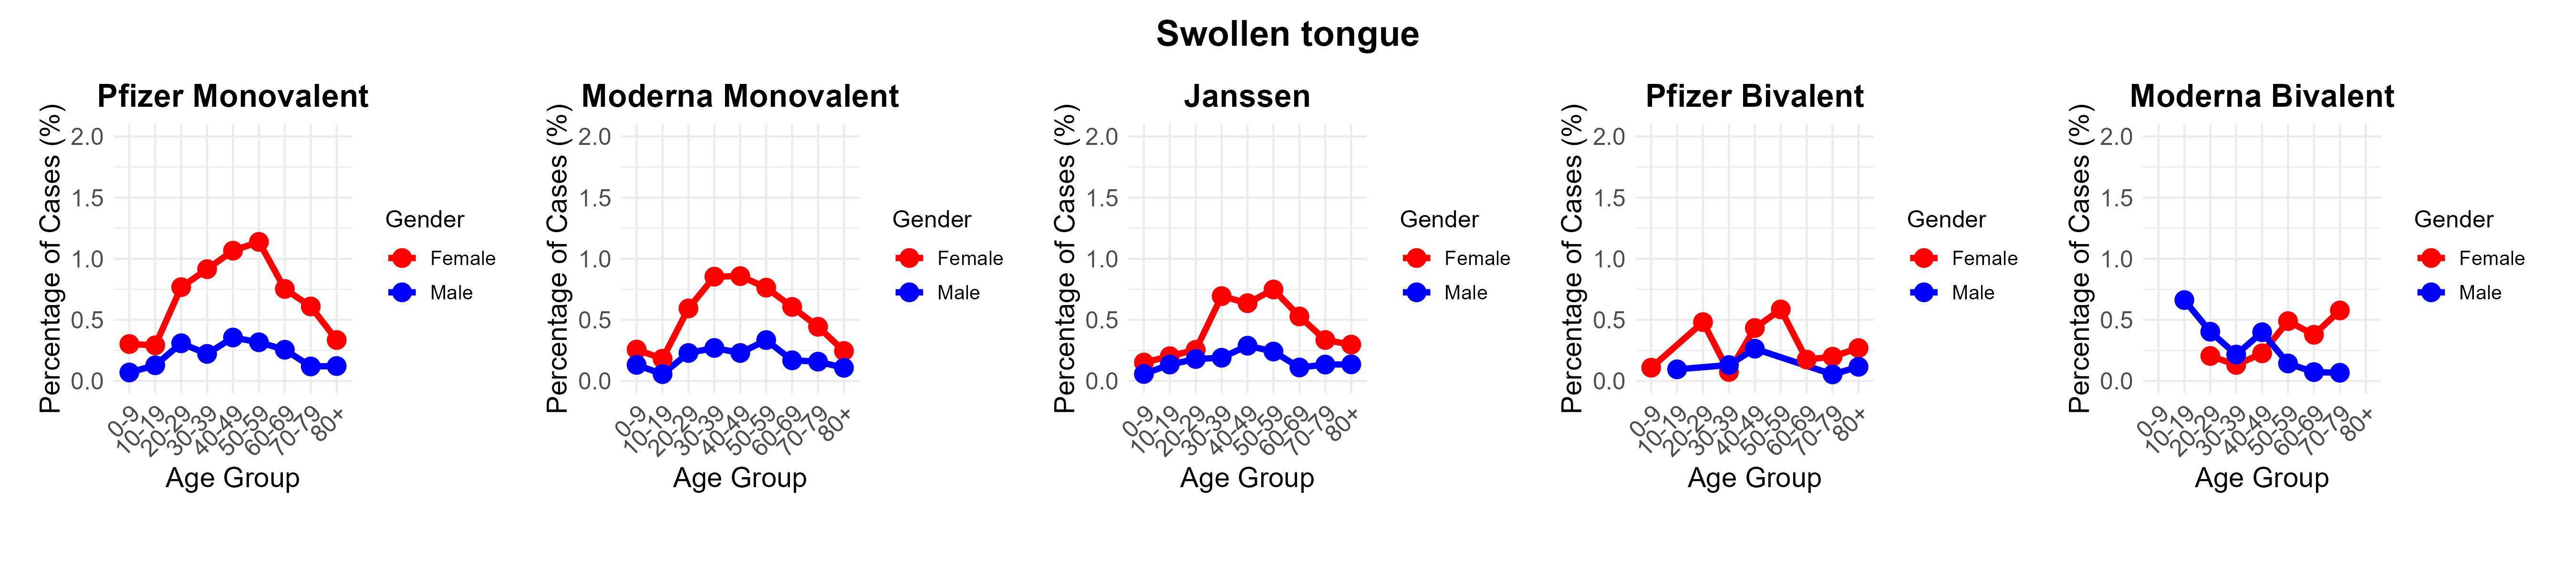 Swollen tongue
Pfizer Monovalent
Percentage of Cases (%)
2.0
1.5
1.0
0.5
0.0
0-9
10-19
20-29
30-39
40-49
50-59
60-69
70-79
80+
Age Group
Gender
Female
Male
Moderna Monovalent
Percentage of Cases (%)
2.0
1.5
1.0
0.5
0.0
0-9
10-19
20-29
30-39
40-49
50-59
60-69
70-79
80+
Age Group
Gender
Female
Male
Janssen
Percentage of Cases (%)
2.0
1.5
1.0
0.5
0.0
0-9
10-19
20-29
30-39
40-49
50-59
60-69
70-79
80+
Age Group
Gender
Female
Male
Pfizer Bivalent
Percentage of Cases (%)
2.0
1.5
1.0
0.5
0.0
0-9
10-19
20-29
30-39
40-49
50-59
60-69
70-79
80+
Age Group
Gender
Female
Male
Moderna Bivalent
Percentage of Cases (%)
2.0
1.5
1.0
0.5
0.0
0-9
10-19
20-29
30-39
40-49
50-59
60-69
70-79
80+
Age Group
Gender
Female
Male